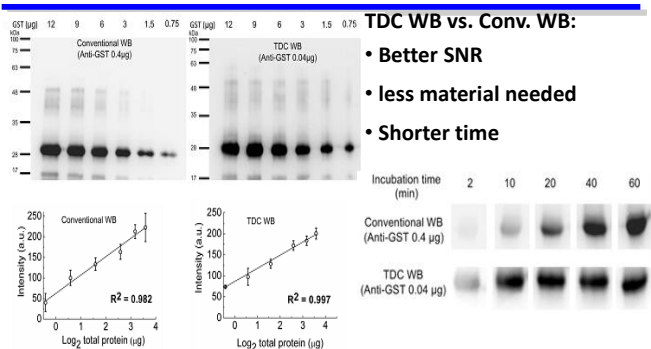 GST (µg) 12 9 6 3 1.5 0.75
kDa
100
75
63
48
35
28
17
Conventional WB
(Anti-GST 0.4µg)
GST (µg) 12 9 6 3 1.5 0.75
kDa
100
75
63
48
35
28
17
TDC WB
(Anti-GST 0.04µg)
TDC WB vs. Conv. WB:
• Better SNR
• less material needed
• Shorter time
250
200
150
100
50
0
Intensity (a.u.)
Conventional WB
R² = 0.982
0 1 2 3 4
Log₂ total protein (µg)
250
200
150
100
50
0
Intensity (a.u.)
TDC WB
R² = 0.997
0 1 2 3 4
Log₂ total protein (µg)
Incubation time
(min)
2 10 20 40 60
Conventional WB
(Anti-GST 0.4 µg)
TDC WB
(Anti-GST 0.04 µg)